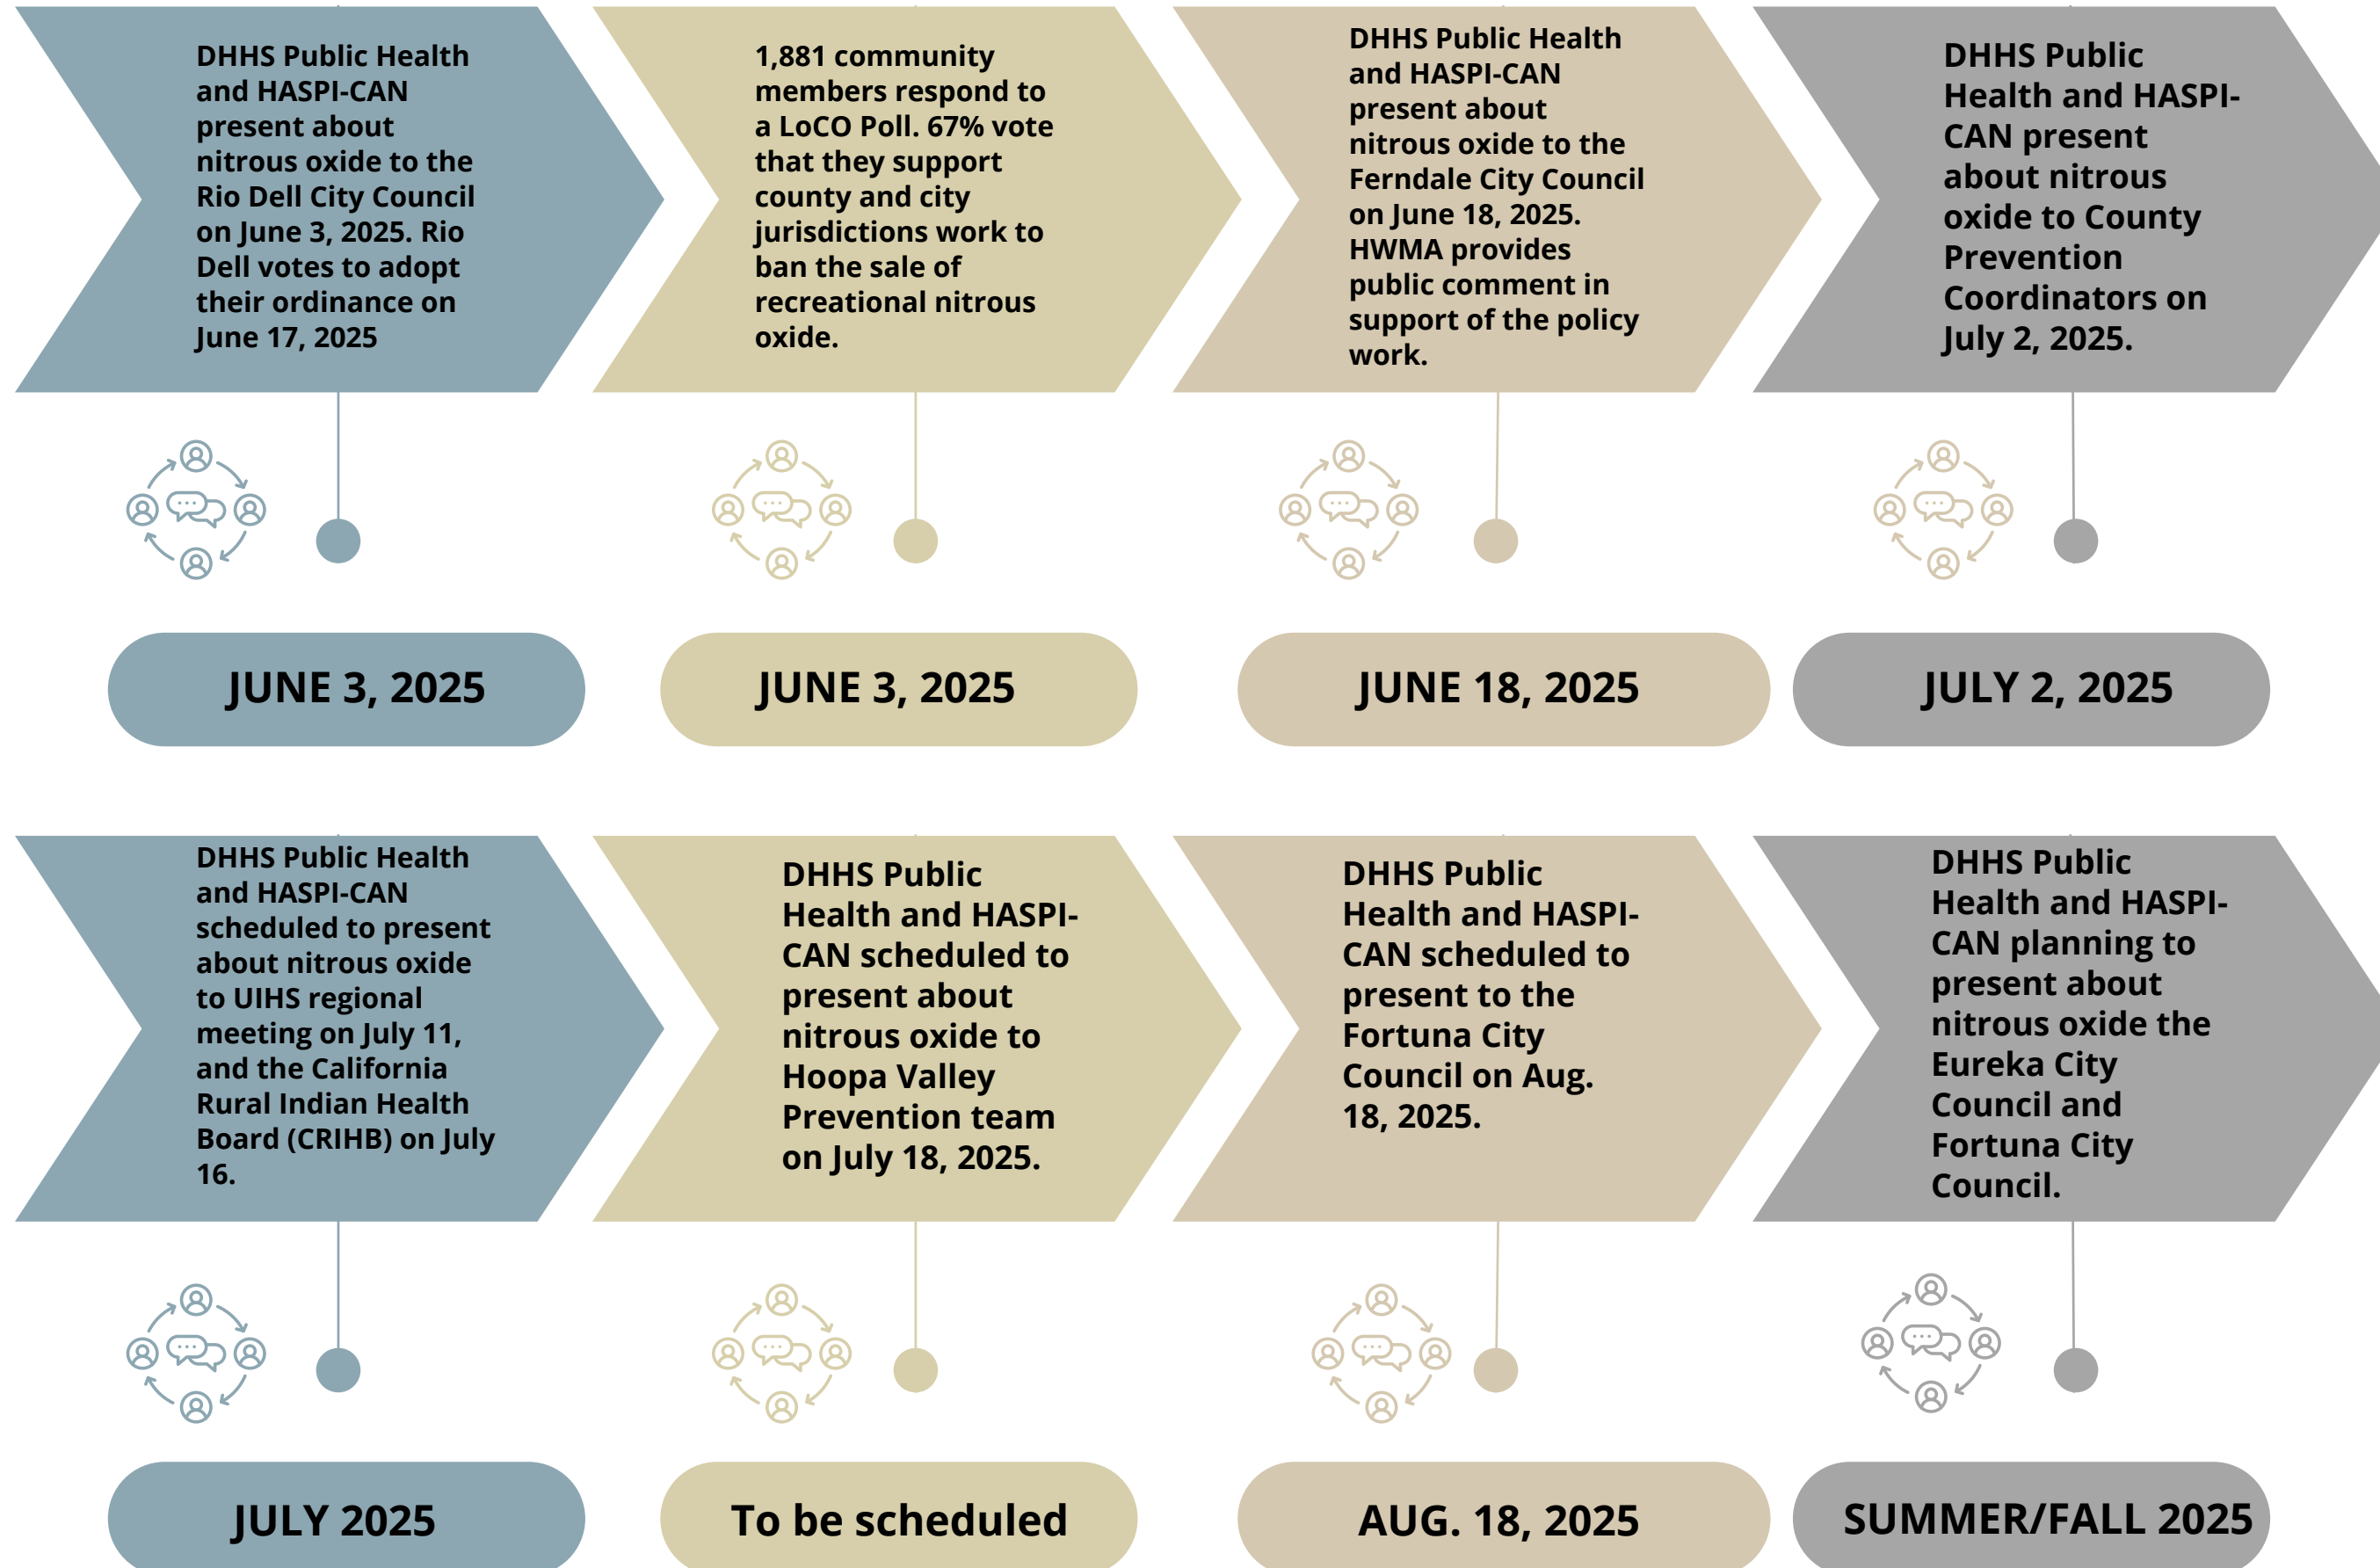 DHHS Public Health
and HASPI-CAN
present about
nitrous oxide to the
Rio Dell City Council
on June 3, 2025. Rio
Dell votes to adopt
their ordinance on
June 17, 2025
1,881 community
members respond to
a LoCO Poll. 67% vote
that they support
county and city
jurisdictions work to
ban the sale of
recreational nitrous
oxide.
DHHS Public Health
and HASPI-CAN
present about
nitrous oxide to the
Ferndale City Council
on June 18, 2025.
HWMA provides
public comment in
support of the policy
work.
DHHS Public
Health and HASPI-
CAN present
about nitrous
oxide to County
Prevention
Coordinators on
July 2, 2025.
JUNE 3, 2025
JUNE 3, 2025
JUNE 18, 2025
JULY 2, 2025
DHHS Public Health
and HASPI-CAN
scheduled to present
about nitrous oxide
to UIHS regional
meeting on July 11,
and the California
Rural Indian Health
Board (CRIHB) on July
16.
DHHS Public
Health and HASPI-
CAN scheduled to
present about
nitrous oxide to
Hoopa Valley
Prevention team
on July 18, 2025.
DHHS Public
Health and HASPI-
CAN scheduled to
present to the
Fortuna City
Council on Aug.
18, 2025.
DHHS Public
Health and HASPI-
CAN planning to
present about
nitrous oxide the
Eureka City
Council and
Fortuna City
Council.
JULY 2025
To be scheduled
AUG. 18, 2025
SUMMER/FALL 2025